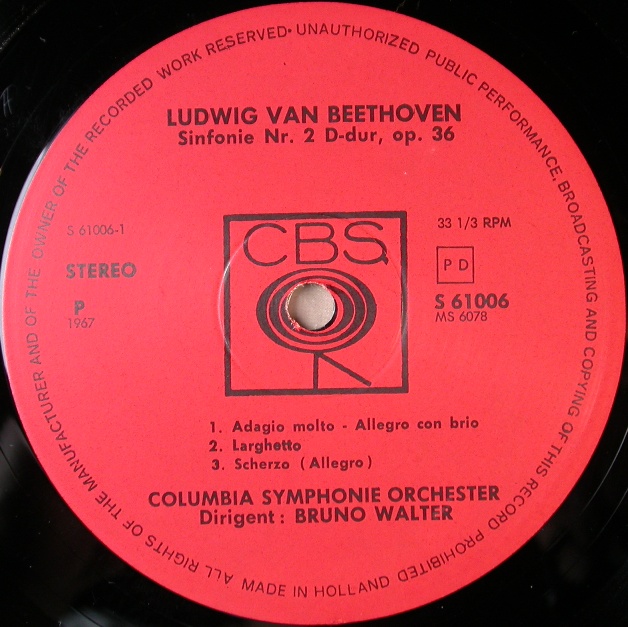 ALL RIGHTS OF THE MANUFACTURER AND OF THE OWNER OF THE RECORDED WORK RESERVED· UNAUTHORIZED PUBLIC PERFORMANCE, BROADCASTING AND COPYING OF THIS RECORD PROHIBITED
LUDWIG VAN BEETHOVEN
Sinfonie Nr. 2 D-dur, op. 36
S 61006-1
33 1/3 RPM
CBS
STEREO
P D
P
1967
S 61006
MS 6078
1. Adagio molto - Allegro con brio
2. Larghetto
3. Scherzo (Allegro)
COLUMBIA SYMPHONIE ORCHESTER
Dirigent: BRUNO WALTER
MADE IN HOLLAND